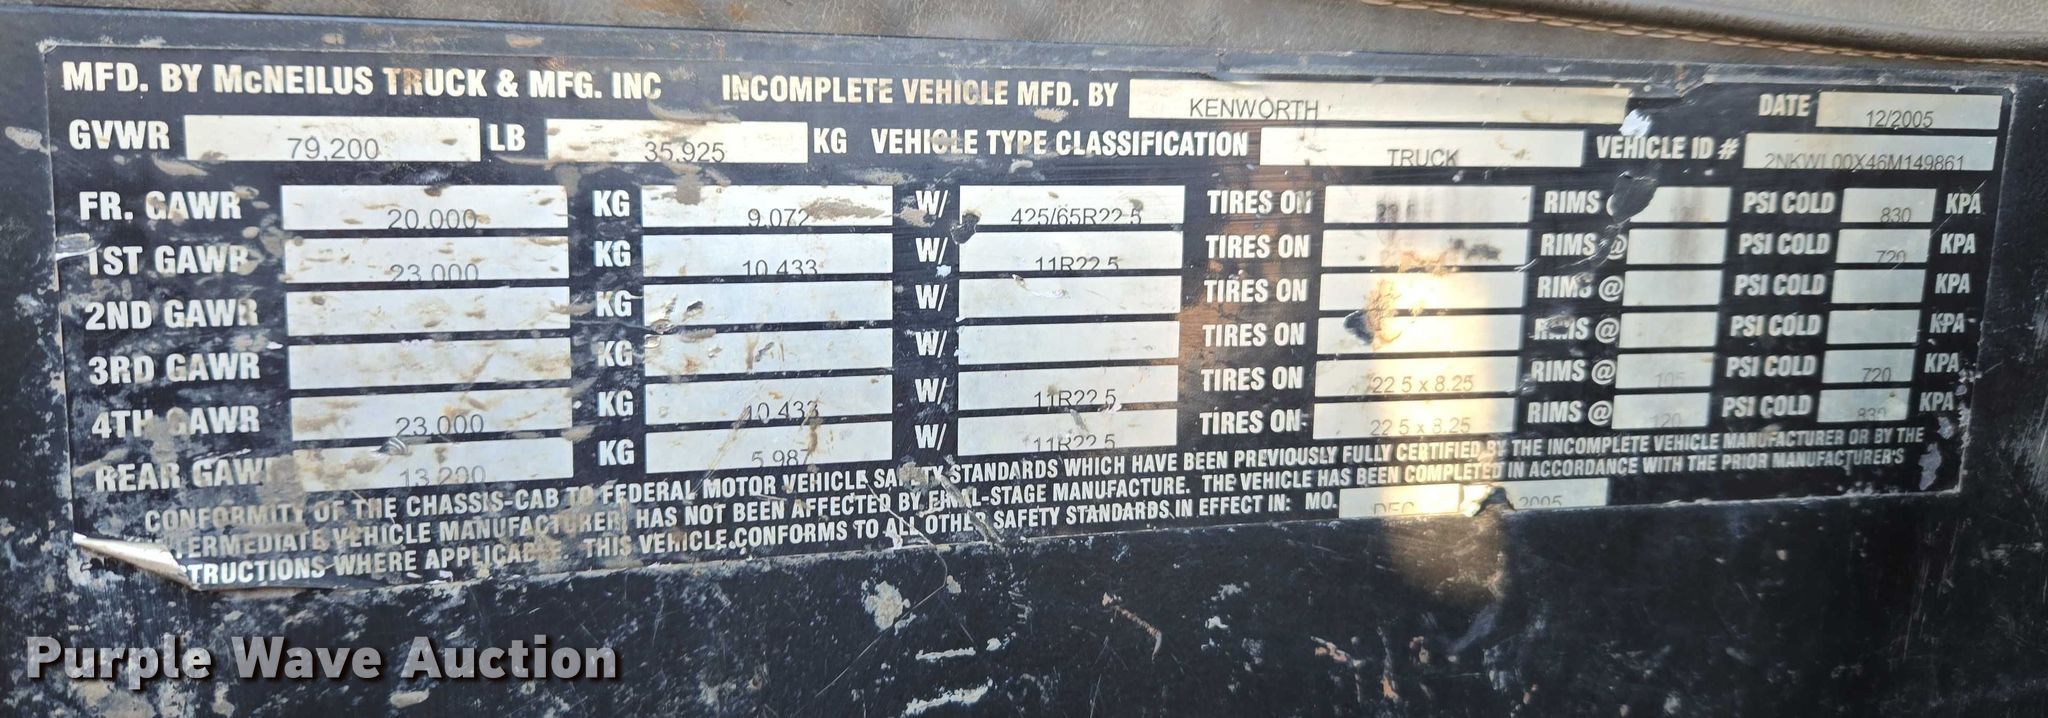 MFD. BY McNEILUS TRUCK & MFG. INC INCOMPLETE VEHICLE MFD. BY KENWORTH DATE 12/2005
GVWR 79,200 LB 35,925 KG VEHICLE TYPE CLASSIFICATION TRUCK VEHICLE ID # 2NKWL00X46M149861
FR. GAWR 20,000 KG 9,072 W/ 425/65R22.5 TIRES ON RIMS PSI COLD 830 KPA
1ST GAWR 23,000 KG 10,433 W/ 11R22.5 TIRES ON RIMS @ PSI COLD 720 KPA
2ND GAWR KG W/ TIRES ON RIMS @ PSI COLD KPA
3RD GAWR KG W/ TIRES ON RIMS @ PSI COLD KPA
4TH GAWR 23,000 KG 10,433 W/ 11R22.5 TIRES ON 22.5 x 8.25 RIMS @ 105 PSI COLD 720 KPA
REAR GAWR 13,200 KG 5,987 W/ 11R22.5 TIRES ON 22.5 x 8.25 RIMS @ 120 PSI COLD 830 KPA
CONFORMITY OF THE CHASSIS-CAB TO FEDERAL MOTOR VEHICLE SAFETY STANDARDS WHICH HAVE BEEN PREVIOUSLY FULLY CERTIFIED BY THE INCOMPLETE VEHICLE MANUFACTURER OR BY THE
INTERMEDIATE VEHICLE MANUFACTURER HAS NOT BEEN AFFECTED BY FINAL-STAGE MANUFACTURE. THE VEHICLE HAS BEEN COMPLETED IN ACCORDANCE WITH THE PRIOR MANUFACTURER'S
INSTRUCTIONS WHERE APPLICABLE. THIS VEHICLE CONFORMS TO ALL OTHER SAFETY STANDARDS IN EFFECT IN: MO. DEC 2005
Purple Wave Auction